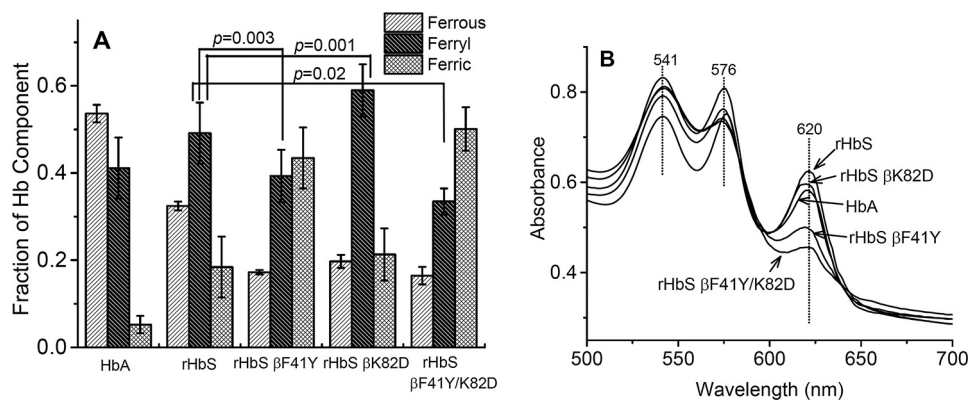 A
Ferrous
Ferryl
Ferric
p=0.003
p=0.001
p=0.02
Fraction of Hb Component
0.6
0.4
0.2
0.0
HbA
rHbS
rHbS βF41Y
rHbS βK82D
rHbS
βF41Y/K82D
B
541
576
620
rHbS
rHbS βK82D
HbA
rHbS βF41Y
rHbS βF41Y/K82D
Absorbance
0.8
0.6
0.4
500
550
600
650
700
Wavelength (nm)